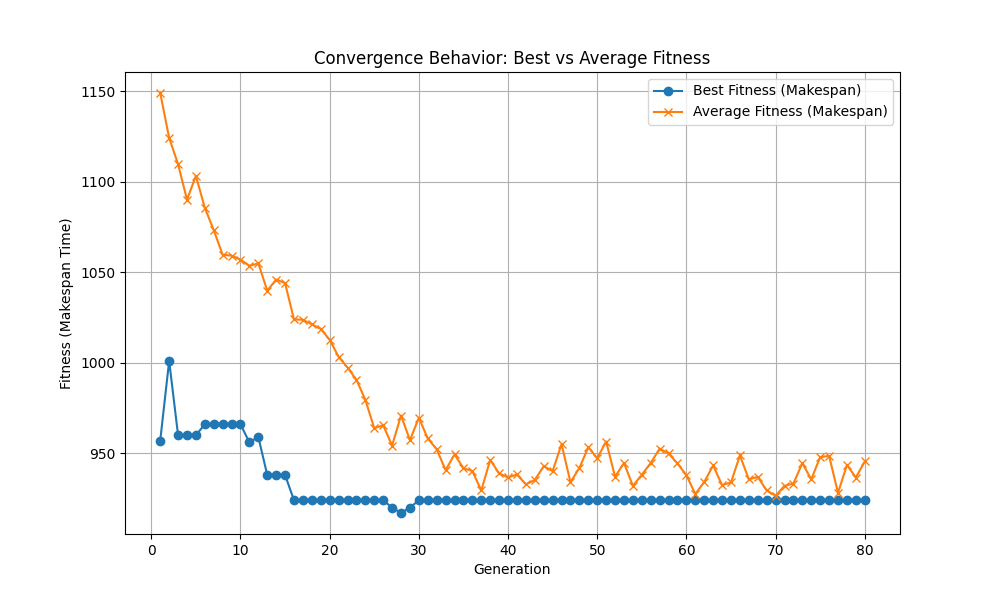 Convergence Behavior: Best vs Average Fitness
Best Fitness (Makespan)
Average Fitness (Makespan)
Fitness (Makespan Time)
1150
1100
1050
1000
950
0 10 20 30 40 50 60 70 80
Generation